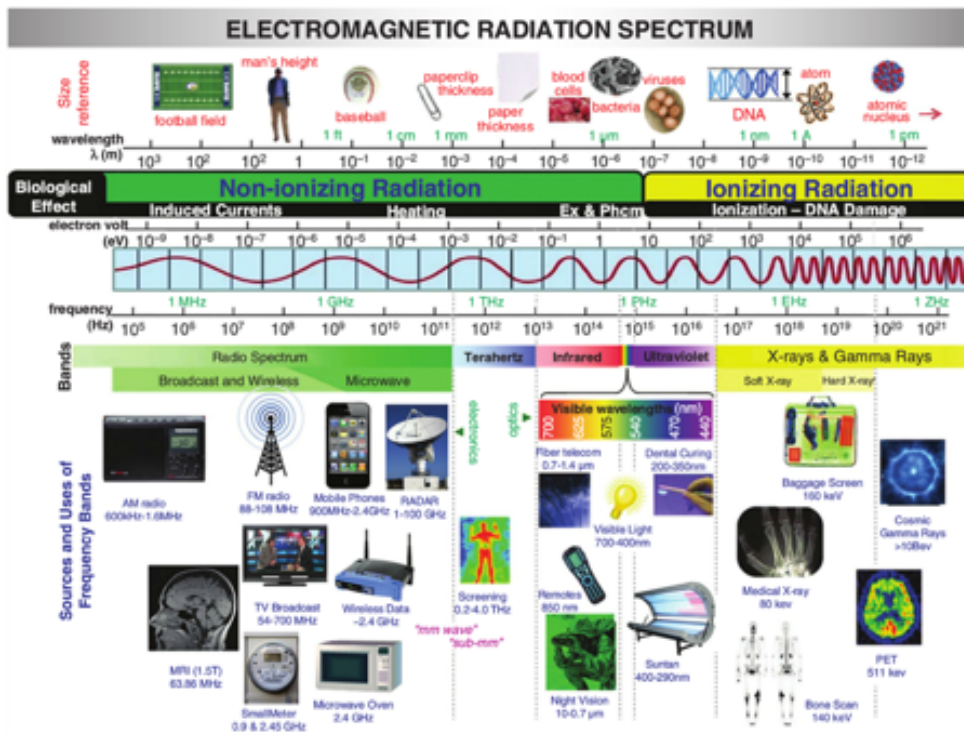 ELECTROMAGNETIC RADIATION SPECTRUM
Size reference
football field
man's height
baseball
paperclip thickness
paper thickness
blood cells
bacteria
viruses
DNA
atom
atomic nucleus
1 ft 1 cm 1 mm 1 µm 1 nm 1 A 1 pm
wavelength
λ (m) 10³ 10² 10² 1 10⁻¹ 10⁻² 10⁻³ 10⁻⁴ 10⁻⁵ 10⁻⁶ 10⁻⁷ 10⁻⁸ 10⁻⁹ 10⁻¹⁰ 10⁻¹¹ 10⁻¹²
Biological Effect
Non-ionizing Radiation Ionizing Radiation
Induced Currents Heating Ex & Phcm Ionization – DNA Damage
electron volt
(eV) 10⁻⁹ 10⁻⁸ 10⁻⁷ 10⁻⁶ 10⁻⁵ 10⁻⁴ 10⁻³ 10⁻² 10⁻¹ 1 10 10² 10³ 10⁴ 10⁵ 10⁶
1 MHz 1 GHz 1 THz 1 PHz 1 EHz 1 ZHz
frequency
(Hz) 10⁵ 10⁶ 10⁷ 10⁸ 10⁹ 10¹⁰ 10¹¹ 10¹² 10¹³ 10¹⁴ 10¹⁵ 10¹⁶ 10¹⁷ 10¹⁸ 10¹⁹ 10²⁰ 10²¹
Bands
Radio Spectrum Terahertz Infrared Ultraviolet X-rays & Gamma Rays
Broadcast and Wireless Microwave Soft X-ray Hard X-ray
electronics
optics
Visible wavelengths (nm)
700 625 575 540 470 440
Sources and Uses of
Frequency Bands
AM radio
600kHz-1.6MHz
FM radio
88-108 MHz
Mobile Phones
900MHz-2.4GHz
RADAR
1-100 GHz
Fiber telecom
0.7-1.4 µm
Dental Curing
200-350nm
Visible Light
700-400nm
Baggage Screen
160 keV
Cosmic
Gamma Rays
>10Bev
MRI (1.5T)
63.86 MHz
TV Broadcast
54-700 MHz
Wireless Data
~2.4 GHz
Screening
0.2-4.0 THz
"mm wave"
"sub-mm"
Remotes
850 nm
Medical X-ray
80 kev
SmallMeter
0.9 & 2.45 GHz
Microwave Oven
2.4 GHz
Night Vision
10-0.7 µm
Suntan
400-290nm
Bone Scan
140 keV
PET
511 kev